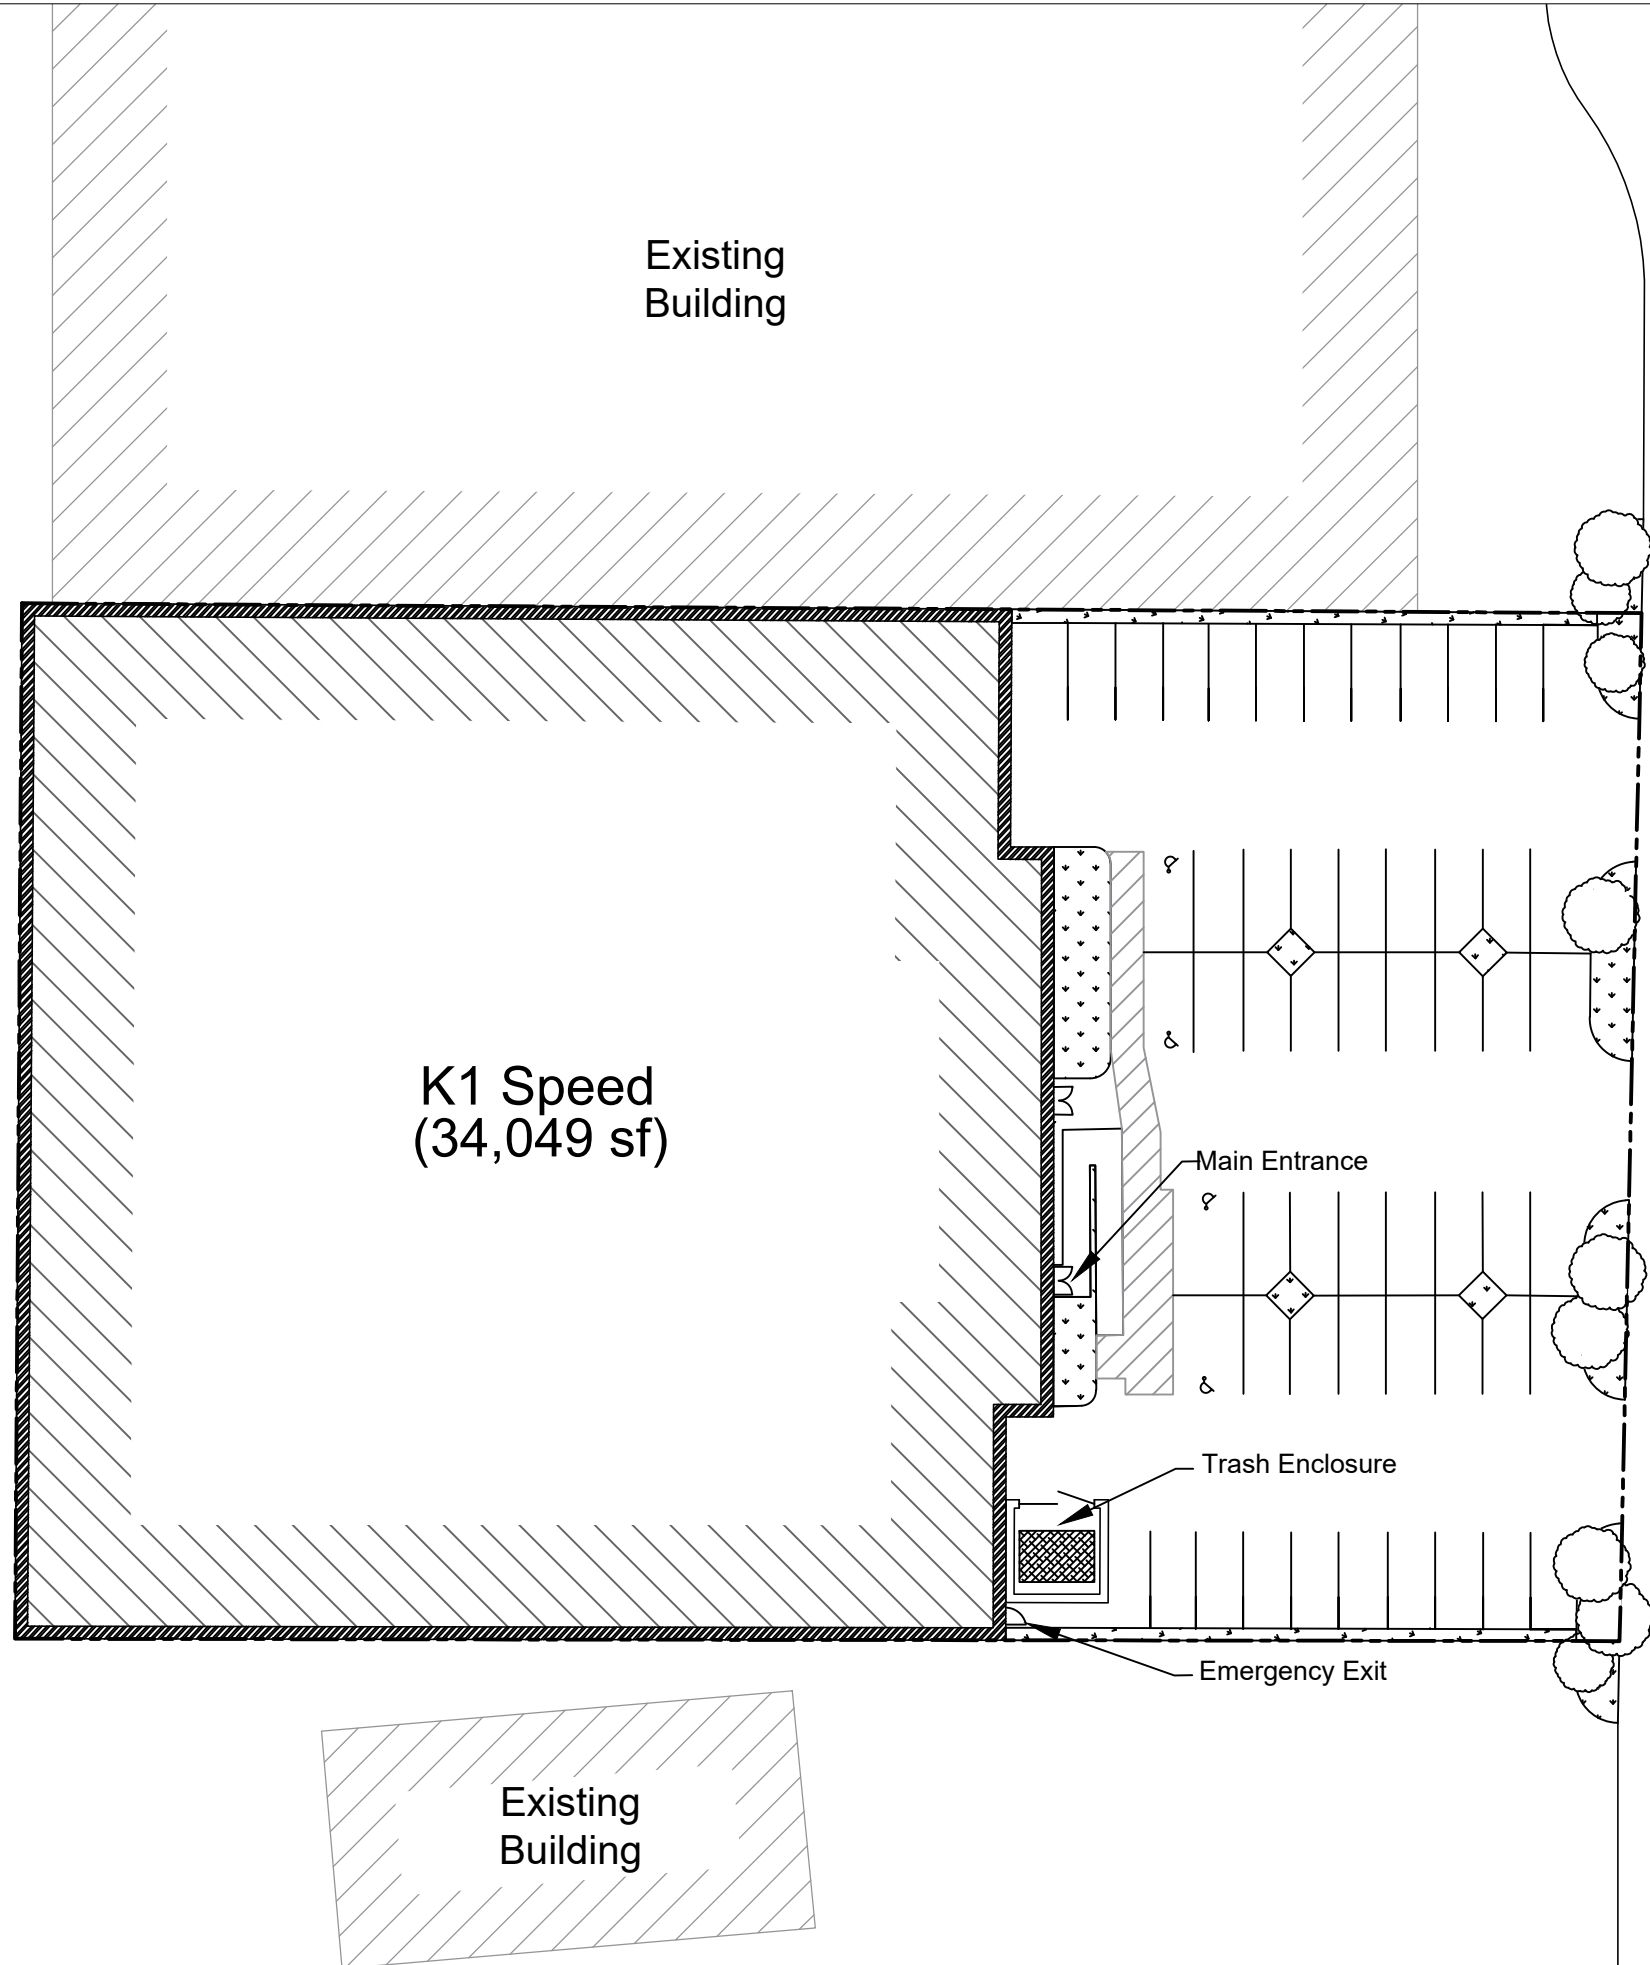 Existing
Building
K1 Speed
(34,049 sf)
Main Entrance
Trash Enclosure
Emergency Exit
Existing
Building